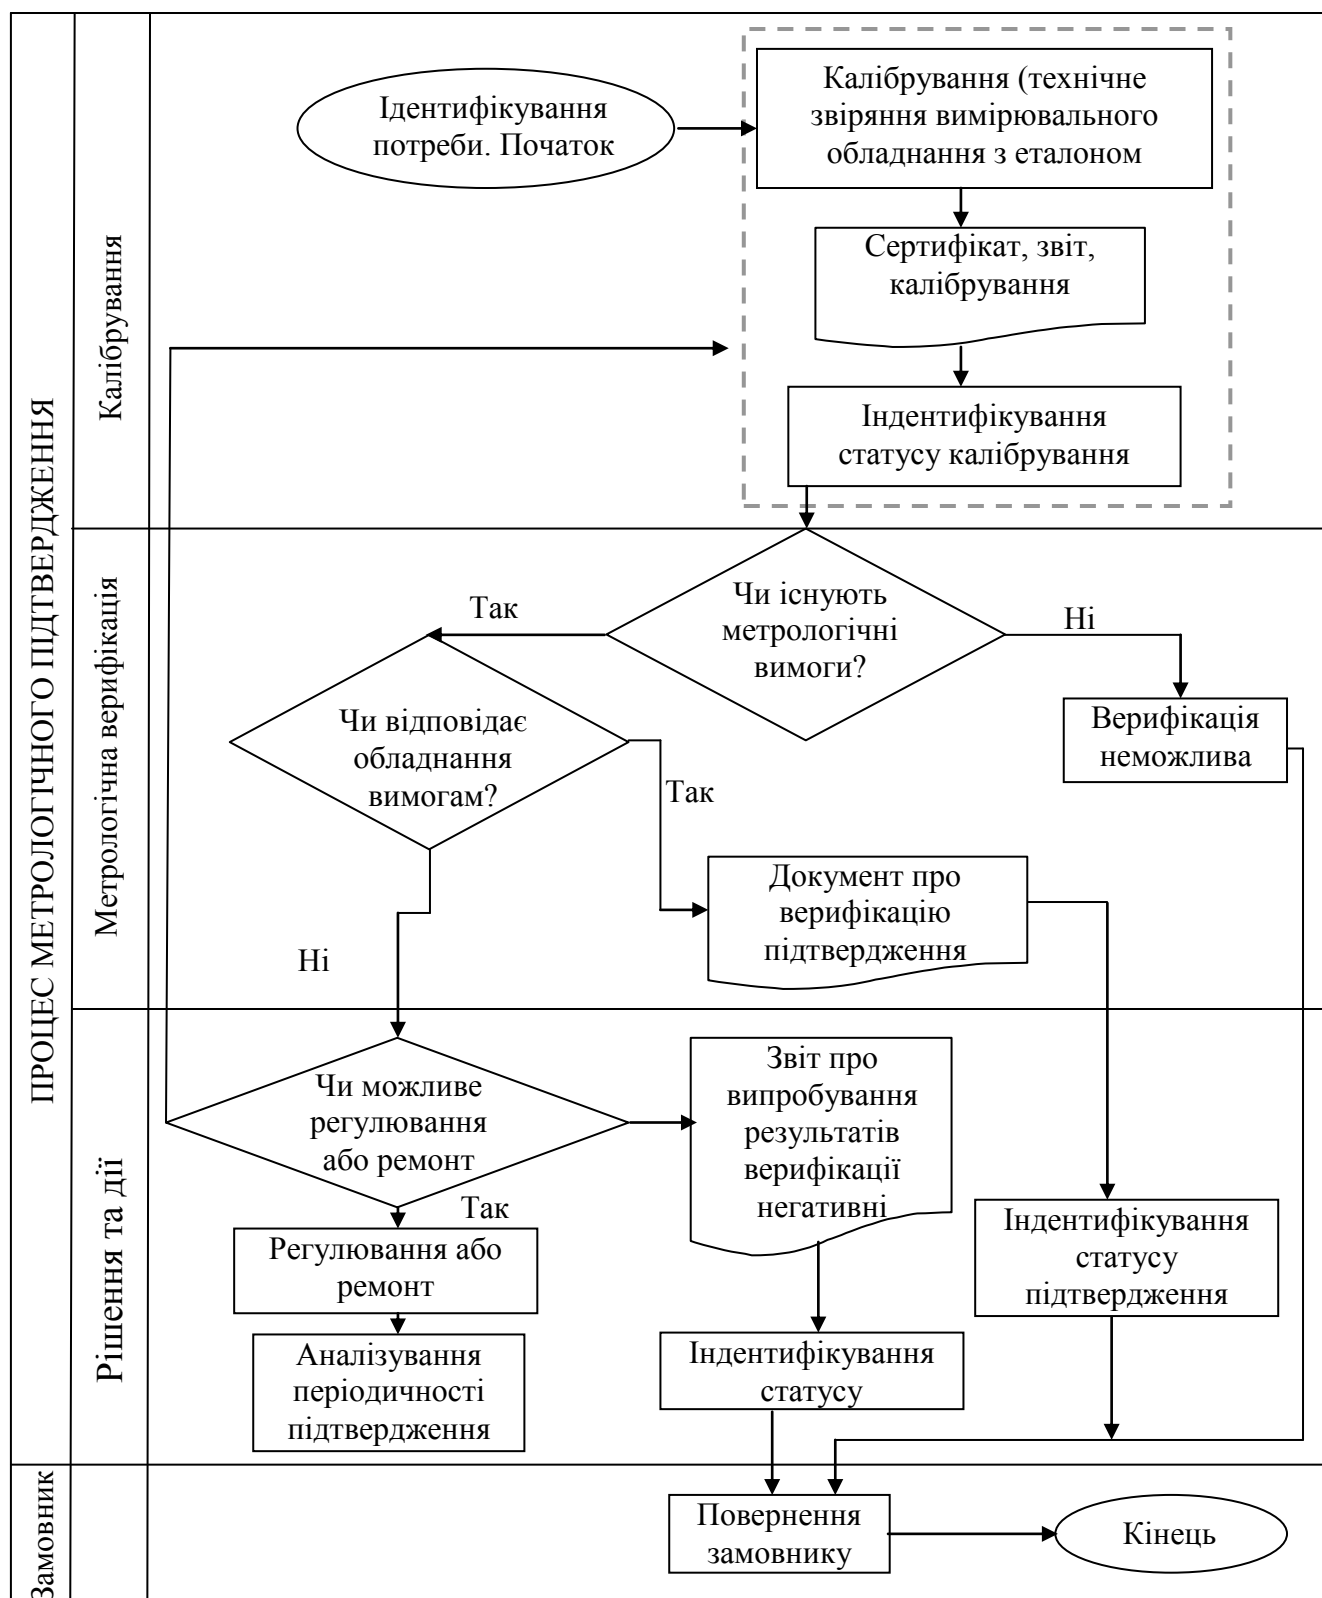 ПРОЦЕС МЕТРОЛОГІЧНОГО ПІДТВЕРДЖЕННЯ
Калібрування
Ідентифікування
потреби. Початок
Калібрування (технічне
звіряння вимірювального
обладнання з еталоном
Сертифікат, звіт,
калібрування
Індентифікування
статусу калібрування
Метрологічна верифікація
Чи існують
метрологічні
вимоги?
Так
Ні
Чи відповідає
обладнання
вимогам?
Верифікація
неможлива
Так
Документ про
верифікацію
підтвердження
Ні
Рішення та дії
Чи можливе
регулювання
або ремонт
Звіт про
випробування
результатів
верифікації
негативні
Так
Регулювання або
ремонт
Індентифікування
статусу
підтвердження
Аналізування
періодичності
підтвердження
Індентифікування
статусу
Замовник
Повернення
замовнику
Кінець